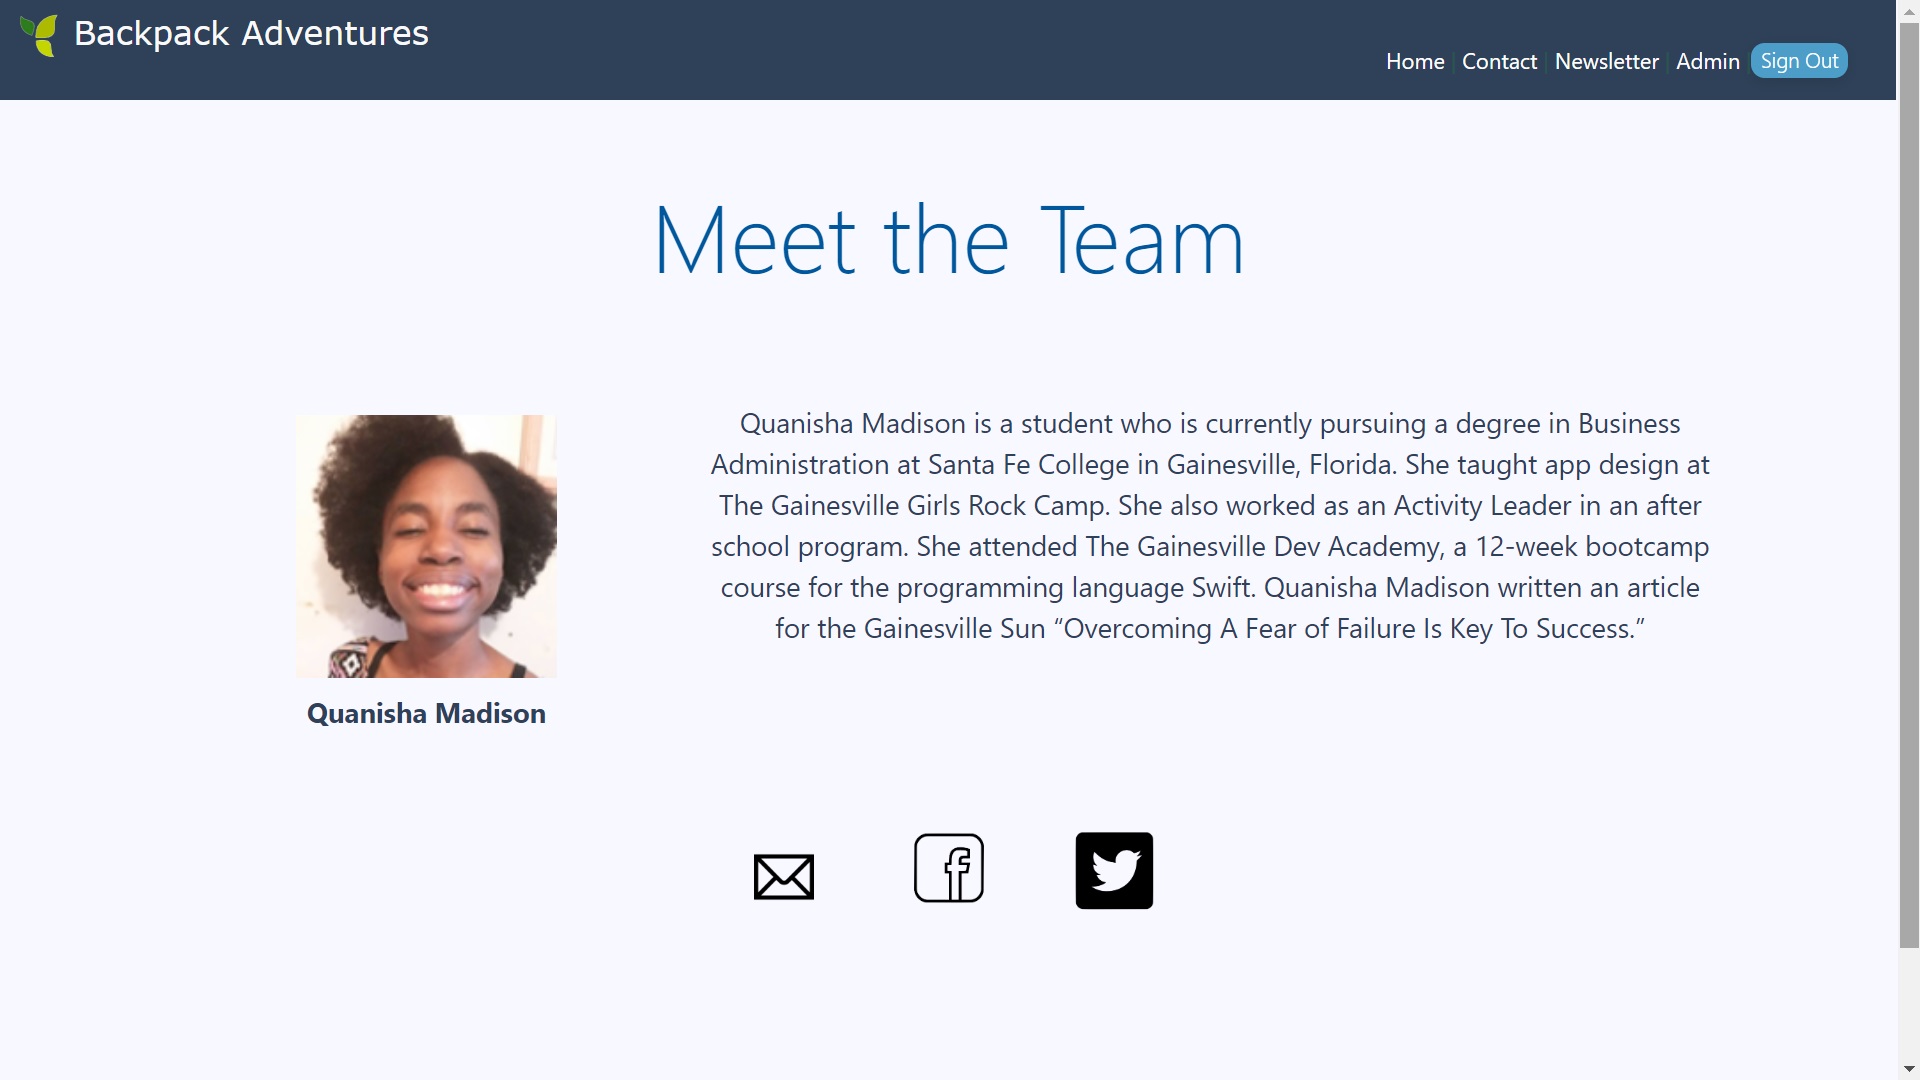 Backpack Adventures
Home | Contact | Newsletter | Admin | Sign Out
Meet the Team
Quanisha Madison is a student who is currently pursuing a degree in Business
Administration at Santa Fe College in Gainesville, Florida. She taught app design at
The Gainesville Girls Rock Camp. She also worked as an Activity Leader in an after
school program. She attended The Gainesville Dev Academy, a 12-week bootcamp
course for the programming language Swift. Quanisha Madison written an article
for the Gainesville Sun “Overcoming A Fear of Failure Is Key To Success.”
Quanisha Madison